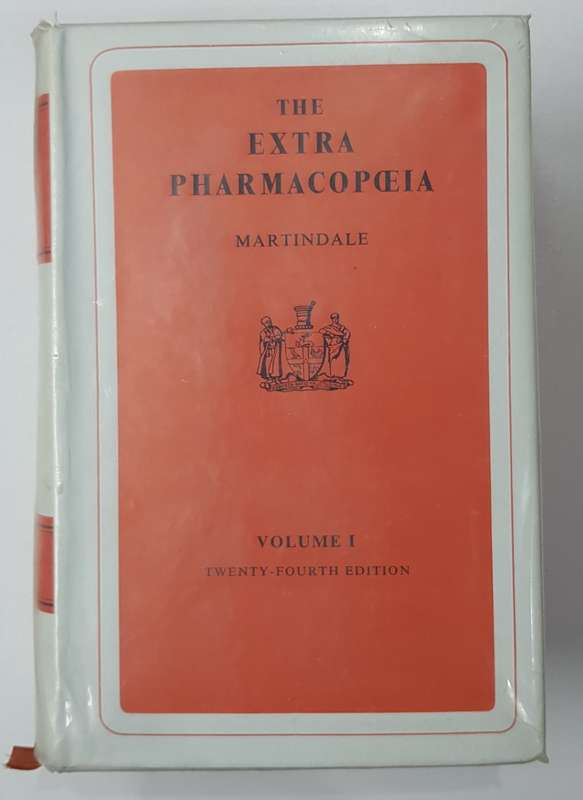 THE
EXTRA
PHARMACOPŒIA
MARTINDALE
VOLUME I
TWENTY-FOURTH EDITION